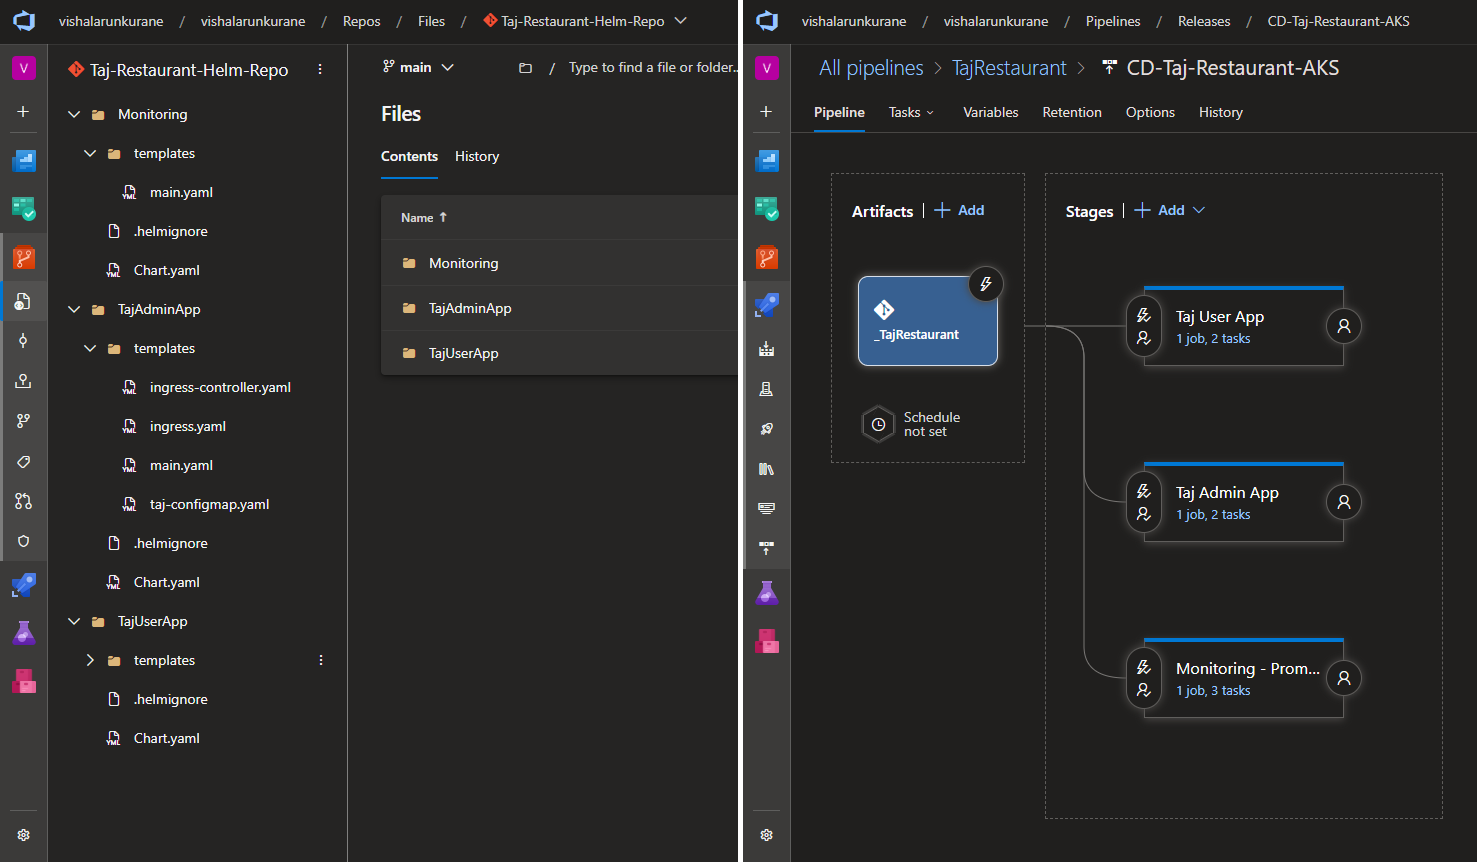 vishalarunkurane / vishalarunkurane / Repos / Files / Taj-Restaurant-Helm-Repo
V
Taj-Restaurant-Helm-Repo
Monitoring
templates
main.yaml
.helmignore
Chart.yaml
TajAdminApp
templates
ingress-controller.yaml
ingress.yaml
main.yaml
taj-configmap.yaml
.helmignore
Chart.yaml
TajUserApp
templates
.helmignore
Chart.yaml
main / Type to find a file or folder...
Files
Contents History
Name ↑
Monitoring
TajAdminApp
TajUserApp
vishalarunkurane / vishalarunkurane / Pipelines / Releases / CD-Taj-Restaurant-AKS
V
All pipelines > TajRestaurant > CD-Taj-Restaurant-AKS
Pipeline Tasks Variables Retention Options History
Artifacts | + Add
_TajRestaurant
Schedule
not set
Stages | + Add
Taj User App
1 job, 2 tasks
Taj Admin App
1 job, 2 tasks
Monitoring - Prom...
1 job, 3 tasks